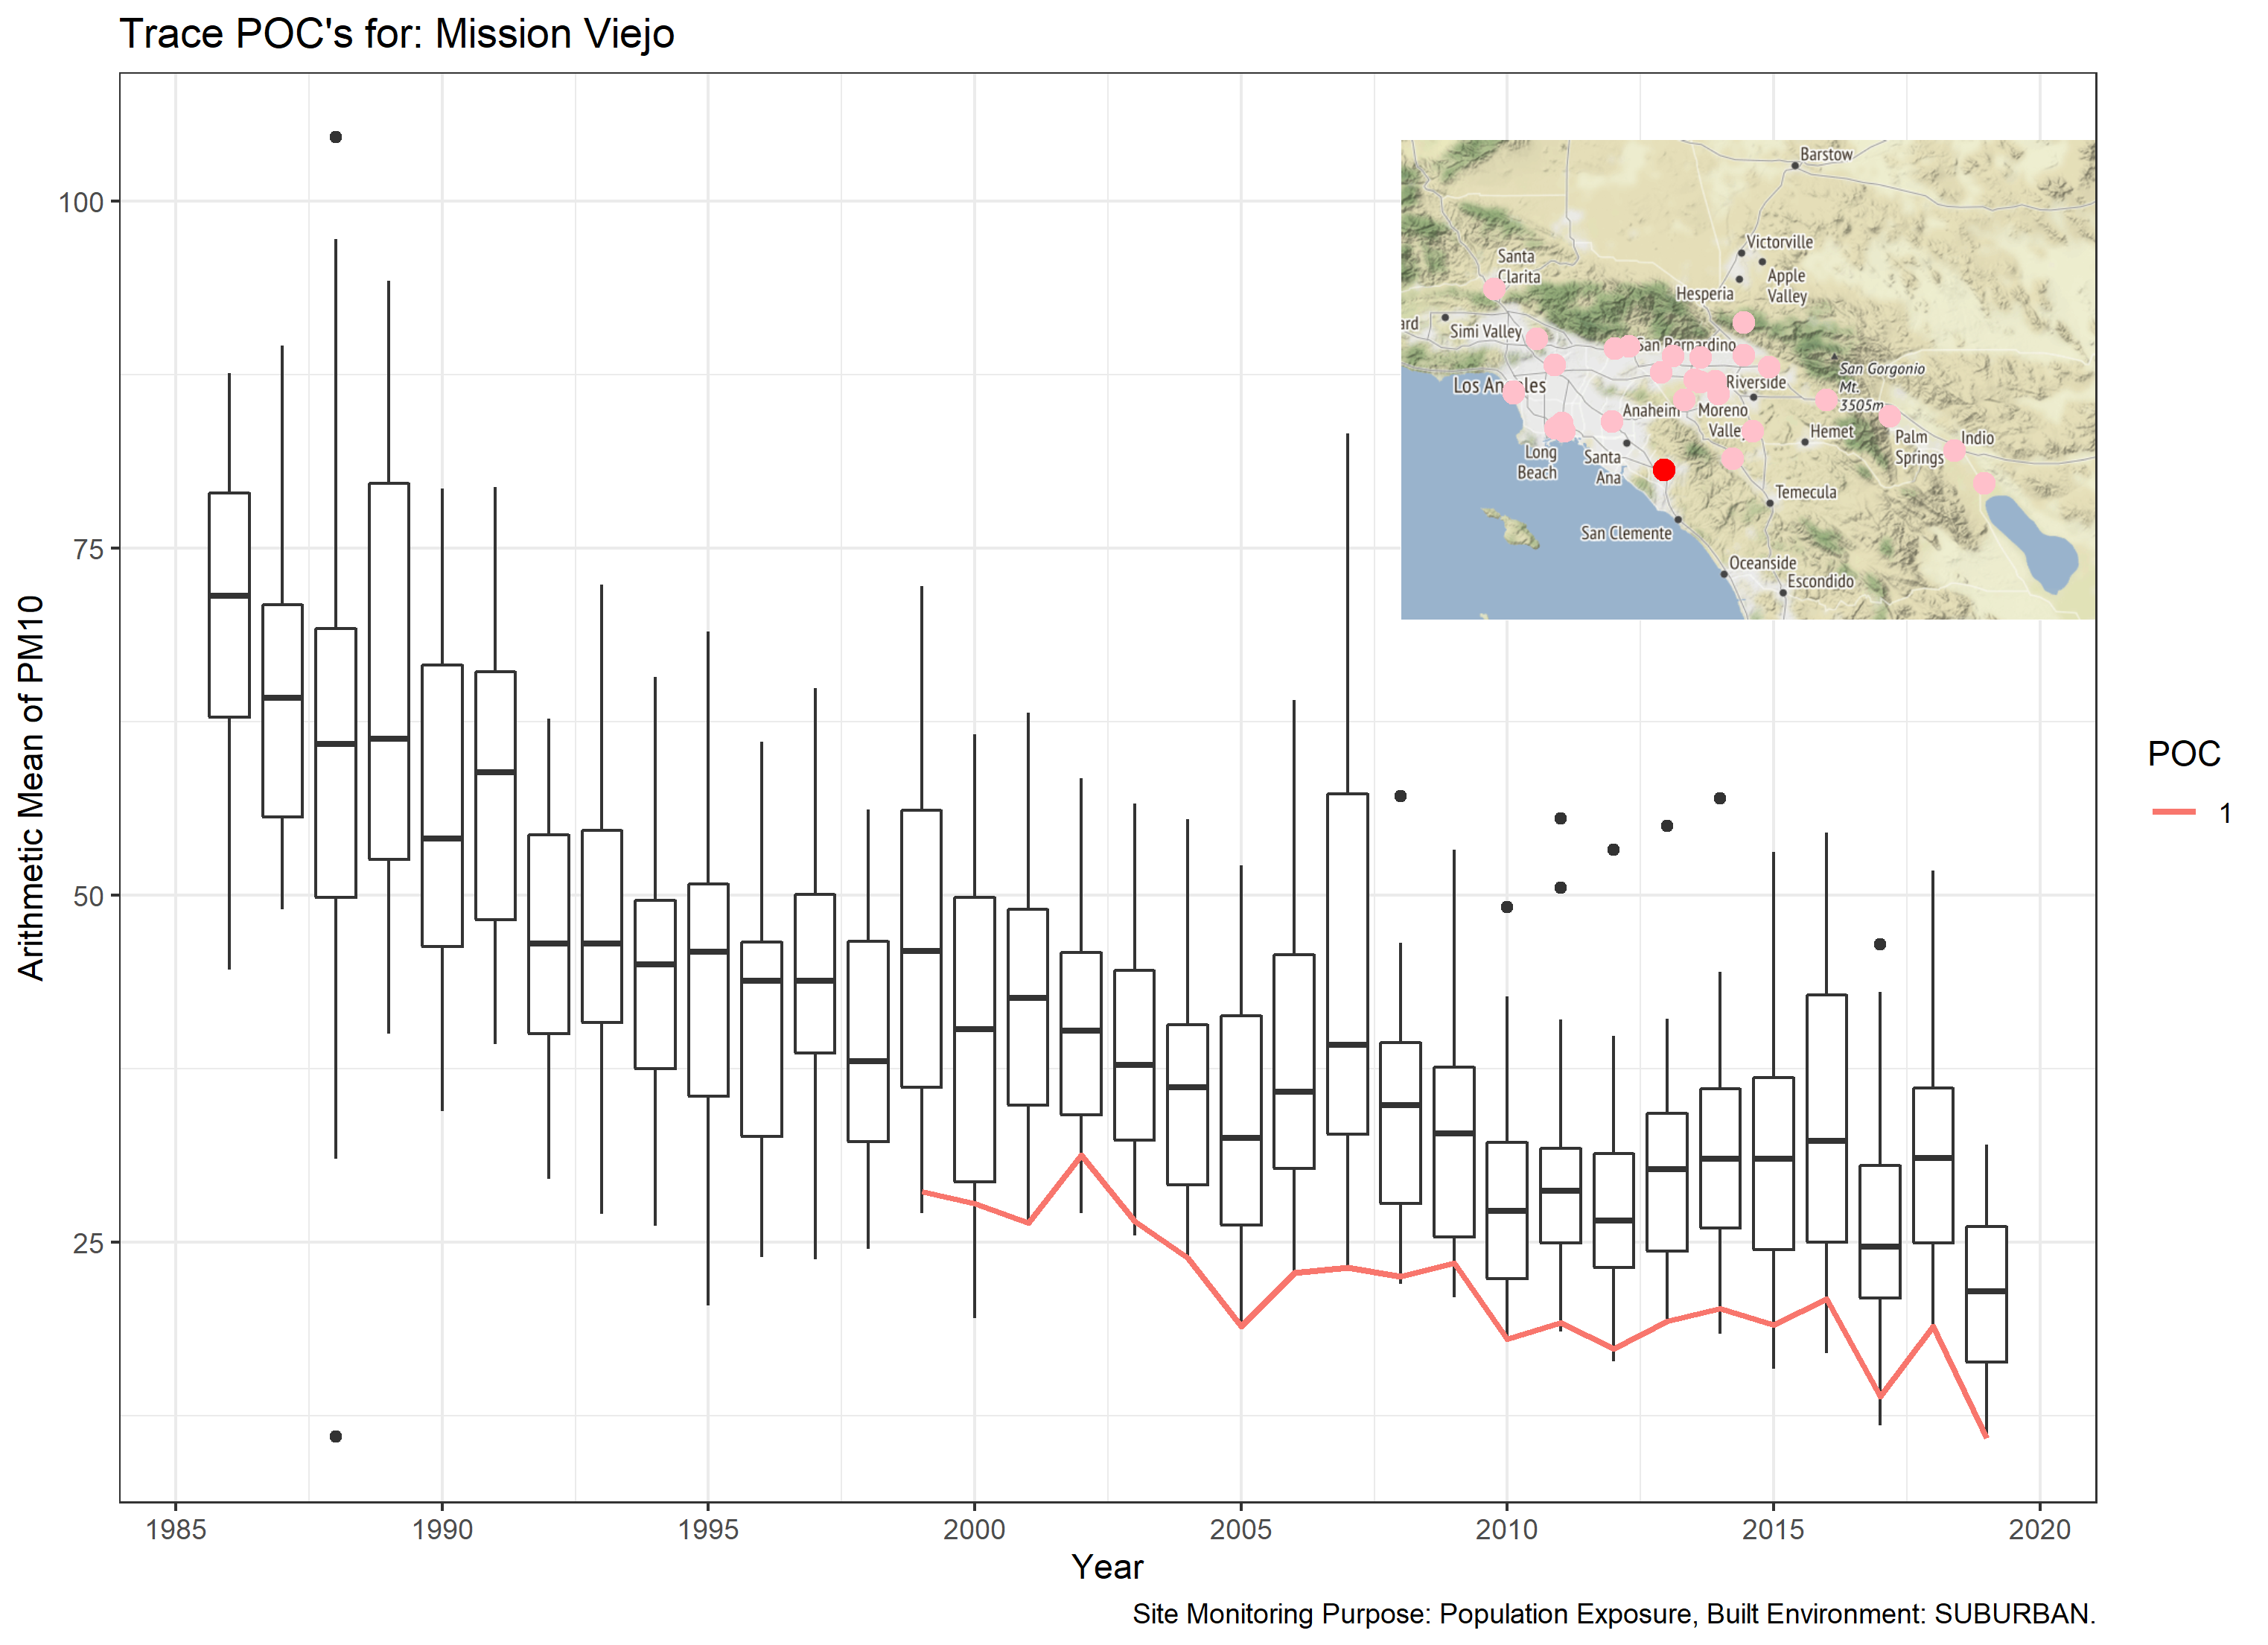 Trace POC's for: Mission Viejo
Arithmetic Mean of PM10
100
75
50
25
Barstow
Victorville
Santa
Clarita
Apple
Valley
Hesperia
ard
Simi Valley
San Bernardino
San Gorgonio
Mt.
3505m
Los Angeles
Riverside
Anaheim
Moreno
Valley
Hemet
Palm
Springs
Indio
Long
Beach
Santa
Ana
Temecula
San Clemente
Oceanside
Escondido
POC
1
1985
1990
1995
2000
2005
2010
2015
2020
Year
Site Monitoring Purpose: Population Exposure, Built Environment: SUBURBAN.